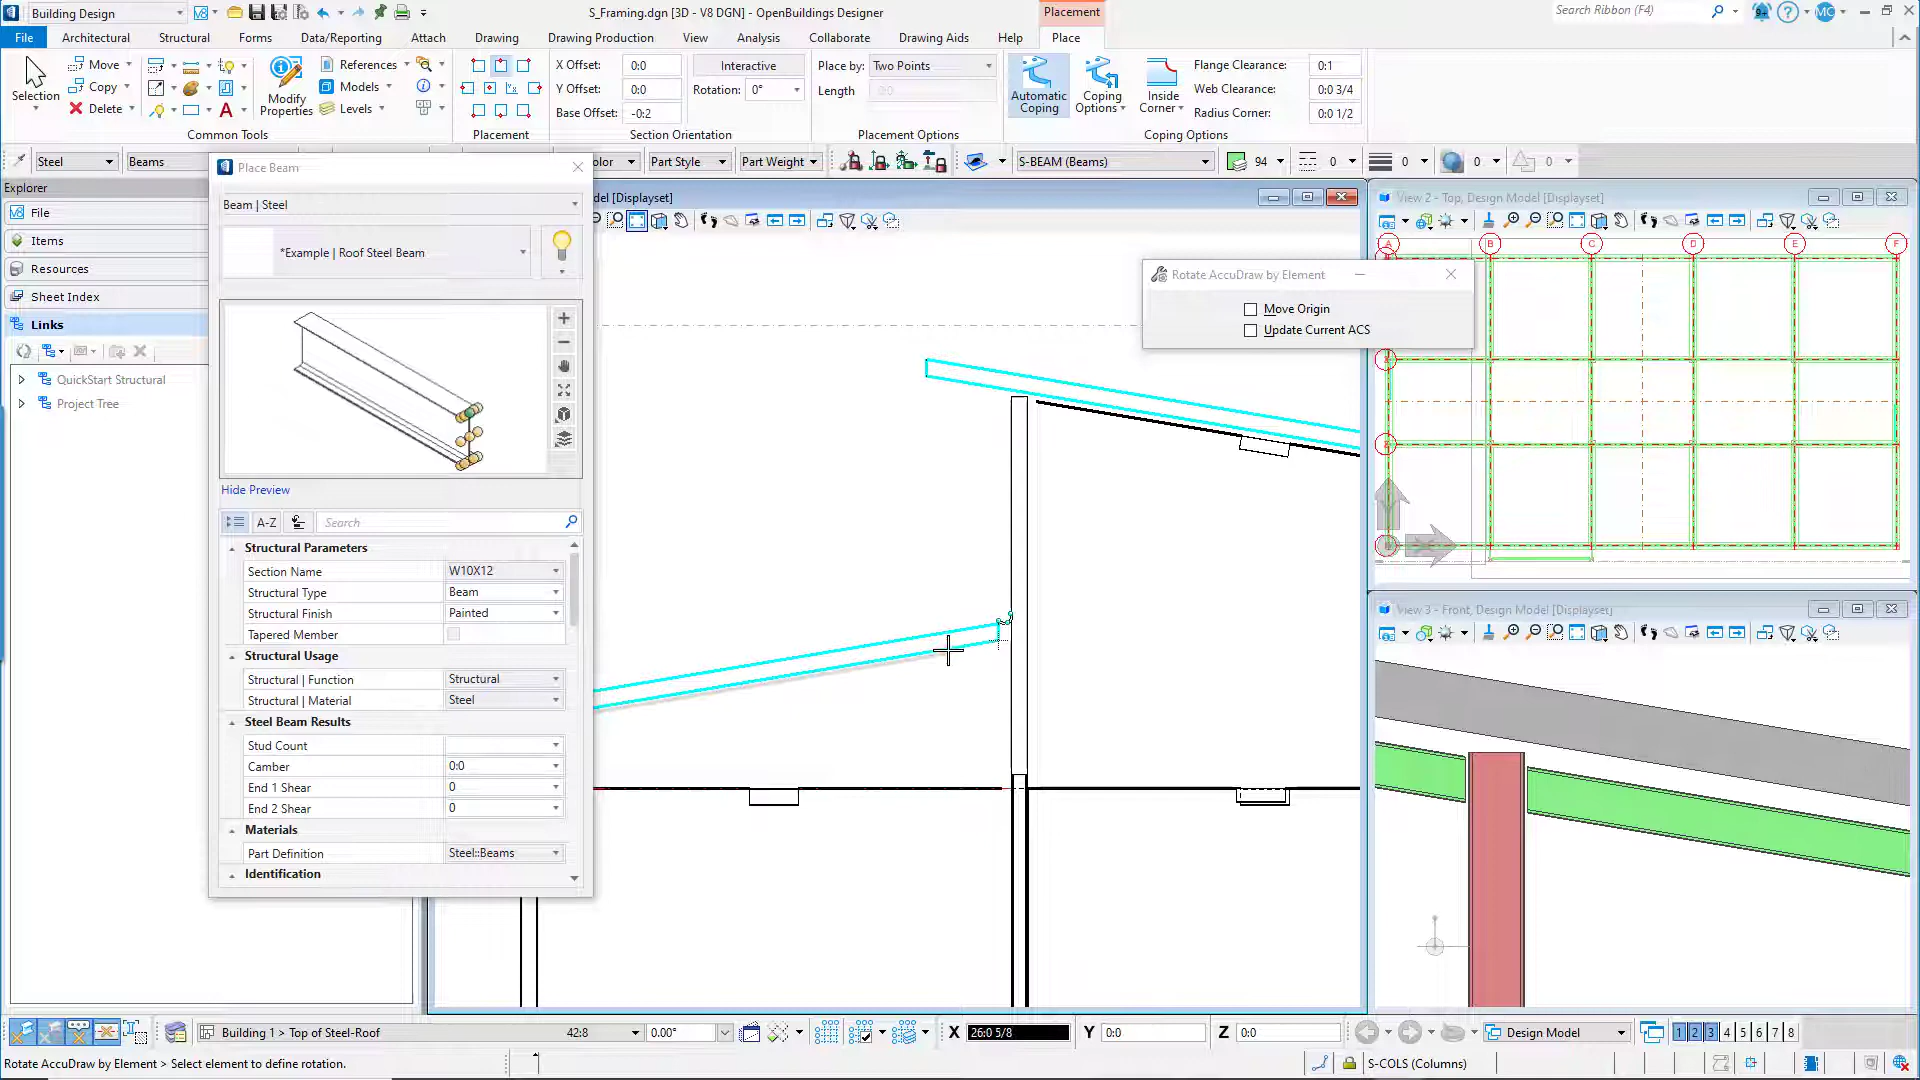 Building Design
S_Framing.dgn [3D - V8 DGN] - OpenBuildings Designer
Placement
Search Ribbon (F4)
MC
File
Architectural
Structural
Forms
Data/Reporting
Attach
Drawing
Drawing Production
View
Analysis
Collaborate
Drawing Aids
Help
Place
Selection
Move
Copy
Delete
Modify
Properties
References
Models
Levels
Common Tools
Placement
X Offset: 0:0
Y Offset: 0:0
Base Offset: -0:2
Interactive
Rotation: 0°
Section Orientation
Place by: Two Points
Length 0:0
Placement Options
Automatic
Coping
Coping
Options
Inside
Corner
Flange Clearance: 0:1
Web Clearance: 0:0 3/4
Radius Corner: 0:0 1/2
Coping Options
Steel
Beams
olor
Part Style
Part Weight
S-BEAM (Beams)
94
0
0
0
0
Explorer
File
Items
Resources
Sheet Index
Links
QuickStart Structural
Project Tree
Place Beam
Beam | Steel
*Example | Roof Steel Beam
Hide Preview
A-Z
Search
Structural Parameters
Section Name W10X12
Structural Type Beam
Structural Finish Painted
Tapered Member
Structural Usage
Structural | Function Structural
Structural | Material Steel
Steel Beam Results
Stud Count
Camber 0:0
End 1 Shear 0
End 2 Shear 0
Materials
Part Definition Steel::Beams
Identification
del [Displayset]
Rotate AccuDraw by Element
Move Origin
Update Current ACS
View 2 - Top, Design Model [Displayset]
A
B
C
D
E
F
View 3 - Front, Design Model [Displayset]
Building 1 > Top of Steel-Roof
42:8
0.00°
X 26:0 5/8
Y 0:0
Z 0:0
Design Model
1 2 3 4 5 6 7 8
Rotate AccuDraw by Element > Select element to define rotation.
S-COLS (Columns)